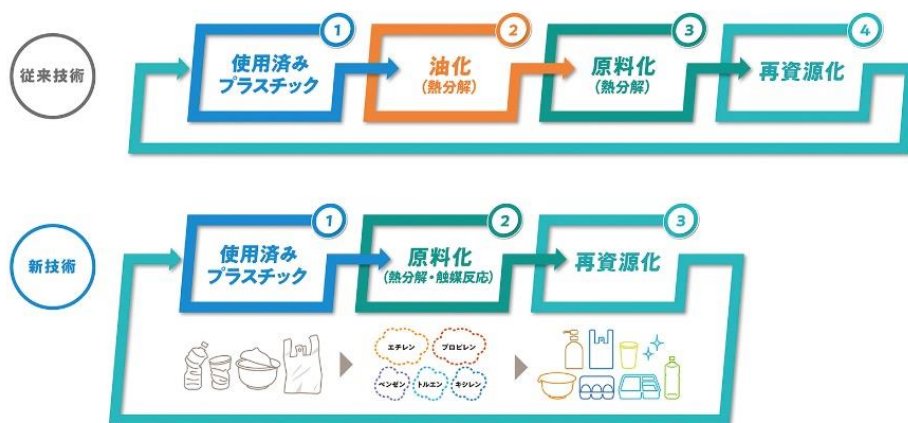 従来技術
1
使用済み
プラスチック
2
油化
(熱分解)
3
原料化
(熱分解)
4
再資源化
新技術
1
使用済み
プラスチック
2
原料化
(熱分解・触媒反応)
3
再資源化
エチレン
プロピレン
ベンゼン
トルエン
キシレン